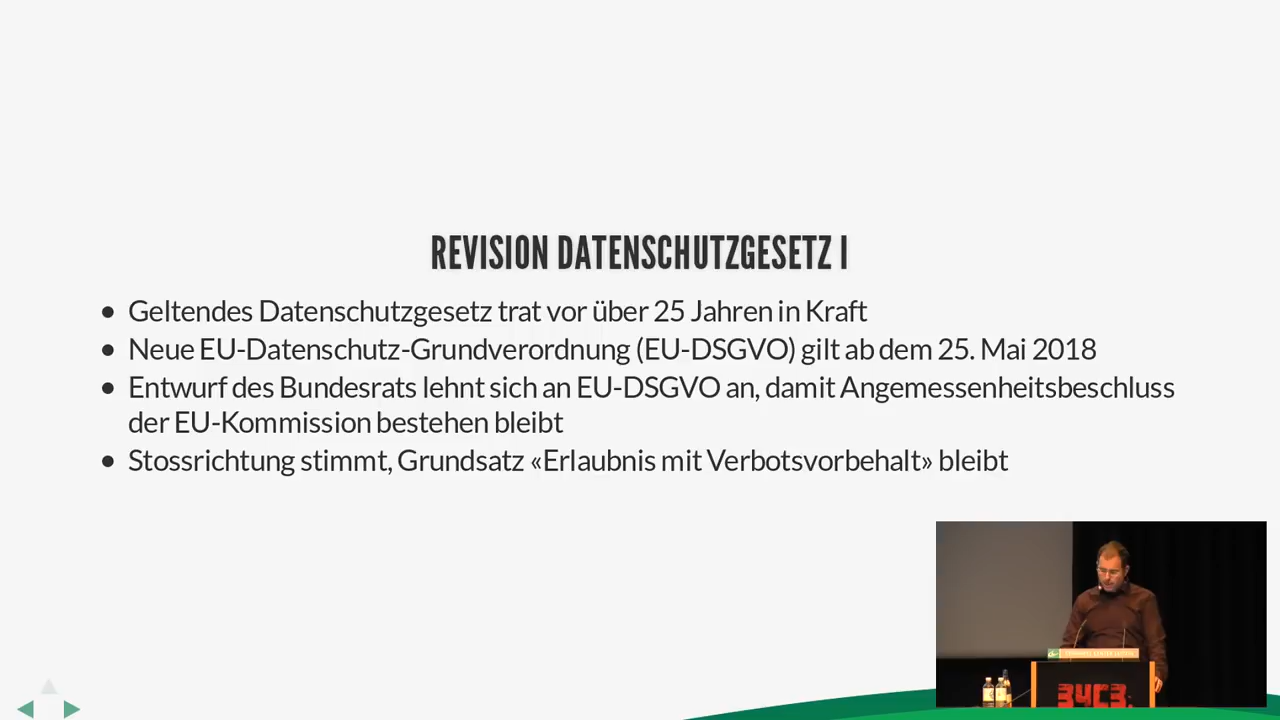 REVISION DATENSCHUTZGESETZ I
• Geltendes Datenschutzgesetz trat vor über 25 Jahren in Kraft
• Neue EU-Datenschutz-Grundverordnung (EU-DSGVO) gilt ab dem 25. Mai 2018
• Entwurf des Bundesrats lehnt sich an EU-DSGVO an, damit Angemessenheitsbeschluss
der EU-Kommission bestehen bleibt
• Stossrichtung stimmt, Grundsatz «Erlaubnis mit Verbotsvorbehalt» bleibt
34C3.